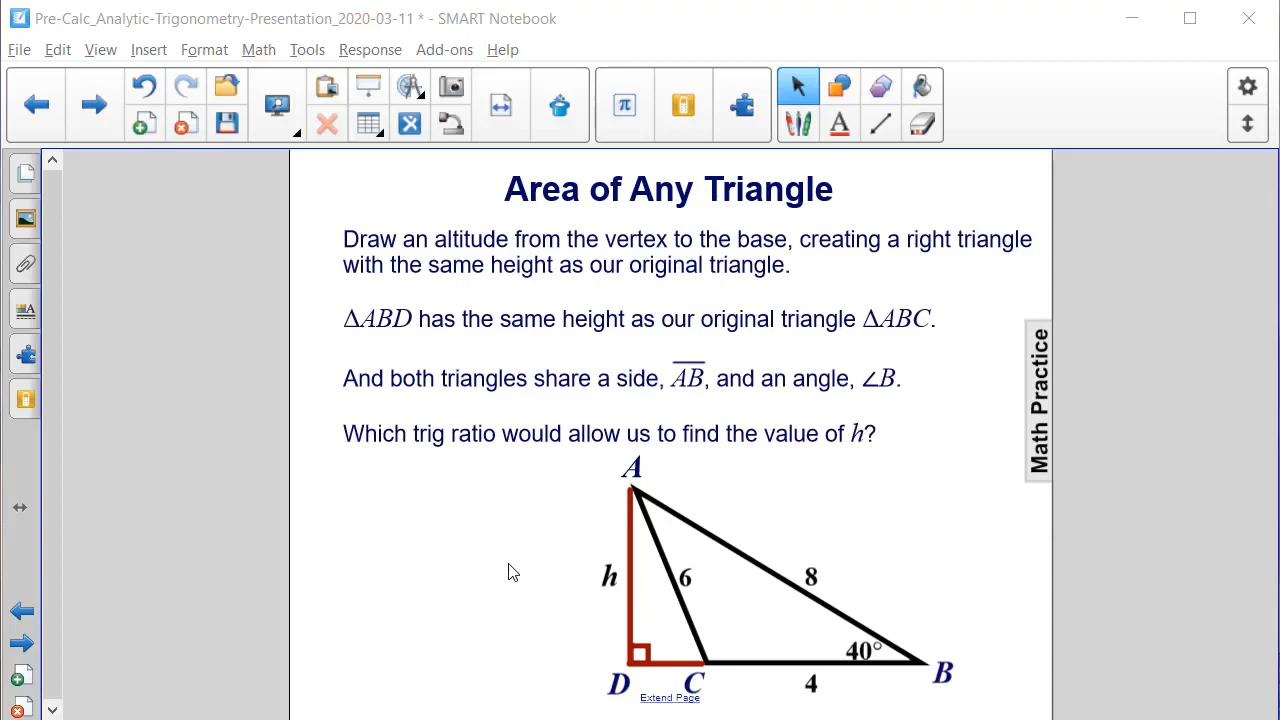 Pre-Calc_Analytic-Trigonometry-Presentation_2020-03-11 * - SMART Notebook
File Edit View Insert Format Math Tools Response Add-ons Help
Area of Any Triangle
Draw an altitude from the vertex to the base, creating a right triangle
with the same height as our original triangle.
ΔABD has the same height as our original triangle ΔABC.
And both triangles share a side, A̅B̅, and an angle, ∠B.
Which trig ratio would allow us to find the value of h?
Math Practice
A
h
6
8
40°
D
C
4
B
Extend Page